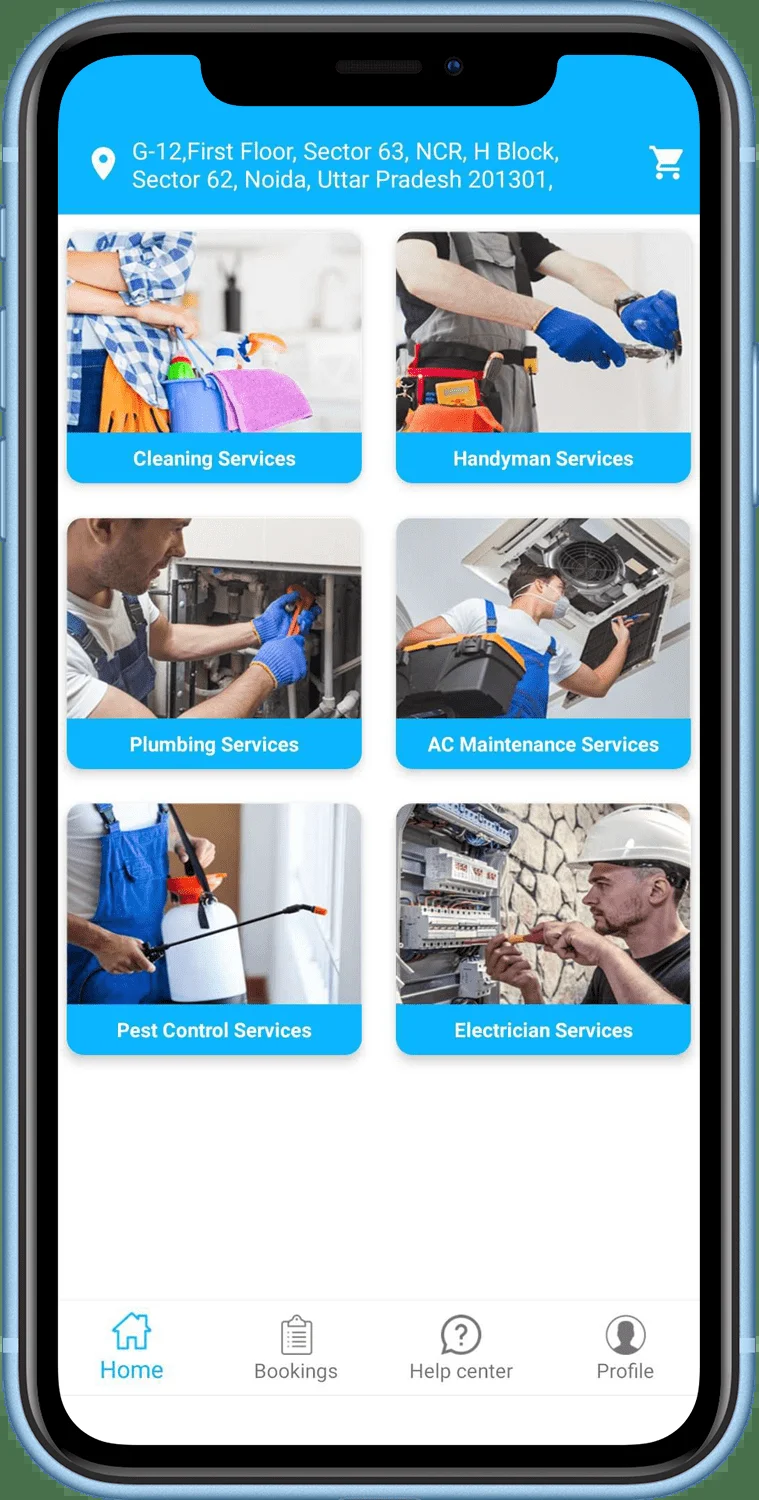 G-12,First Floor, Sector 63, NCR, H Block,
Sector 62, Noida, Uttar Pradesh 201301,
Cleaning Services
Handyman Services
Plumbing Services
AC Maintenance Services
Pest Control Services
Electrician Services
Home
Bookings
Help center
Profile